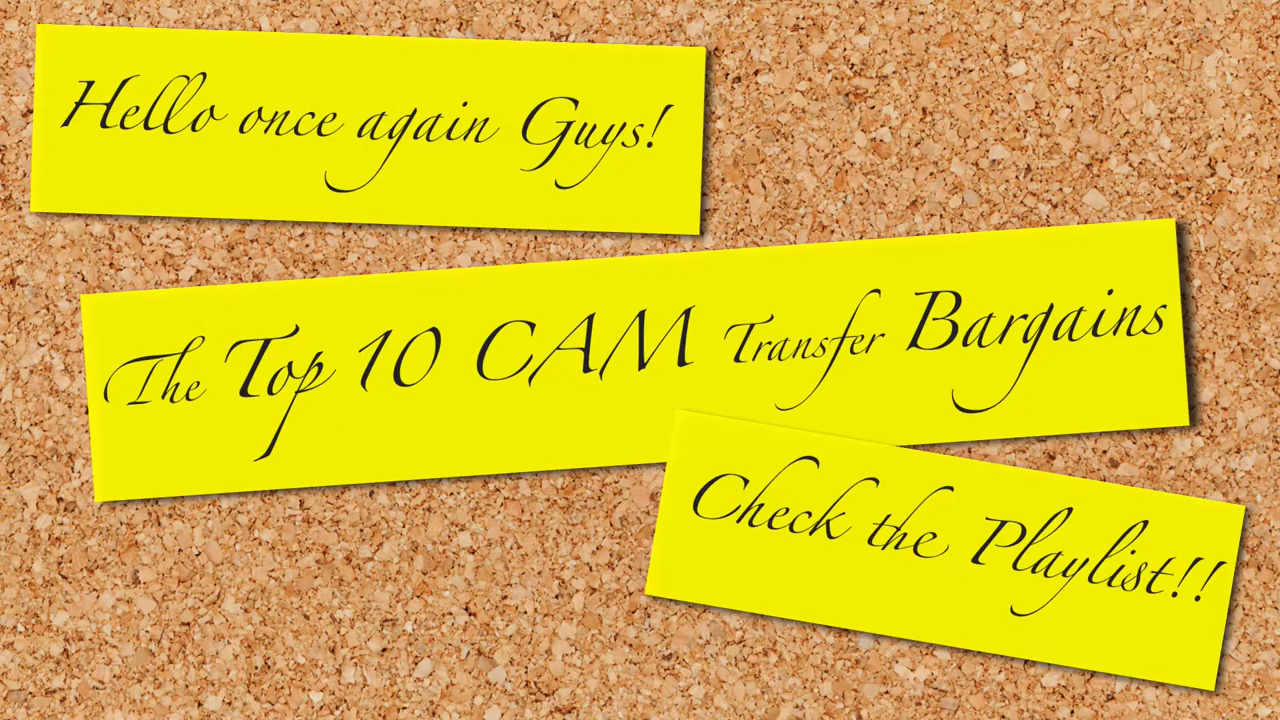 Hello once again Guys!
The Top 10 CAM Transfer Bargains
Check the Playlist!!